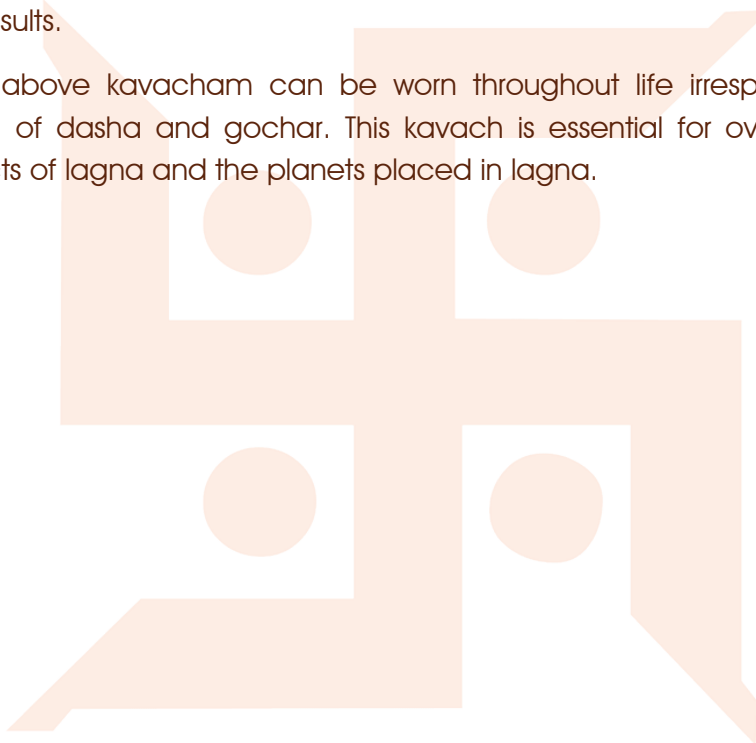 sults.
above kavacham can be worn throughout life irresp
of dasha and gochar. This kavach is essential for ov
ts of lagna and the planets placed in lagna.